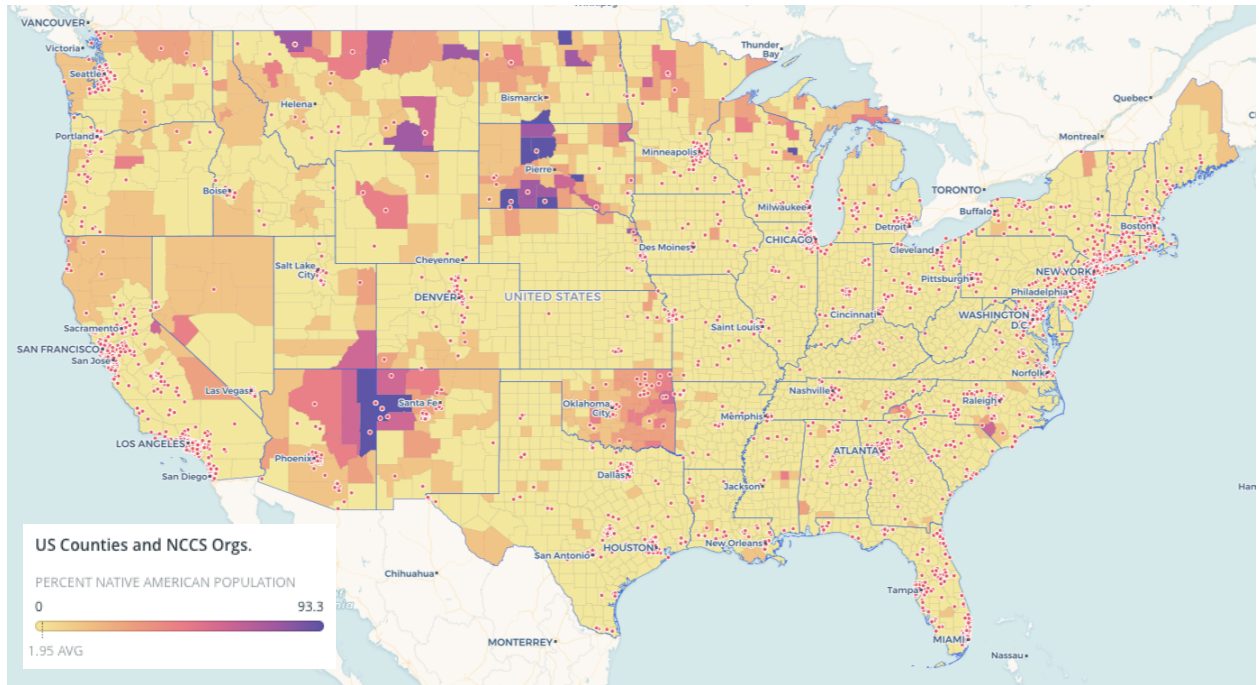 Winnipeg
VANCOUVER
Victoria
Seattle
Thunder
Bay
Quebec
Helena
Bismarck
Portland
Montreal
Minneapolis
Pierre
Boise
TORONTO
Milwaukee
Buffalo
Detroit
Boston
CHICAGO
Des Moines
Cleveland
Cheyenne
Salt Lake
City
NEW YORK
Pittsburgh
DENVER
UNITED STATES
Philadelphia
Cincinnati
WASHINGTON
D.C.
Sacramento
Saint Louis
SAN FRANCISCO
San Jose
Norfolk
Las Vegas
Nashville
Santa Fe
Oklahoma
City
Raleigh
Memphis
LOS ANGELES
ATLANTA
Phoenix
San Diego
Dallas
Jackson
Han
New Orleans
HOUSTON
San Antonio
US Counties and NCCS Orgs.
PERCENT NATIVE AMERICAN POPULATION
0 93.3
1.95 AVG
Chihuahua
Tampa
MONTERREY
MIAMI
Nassau